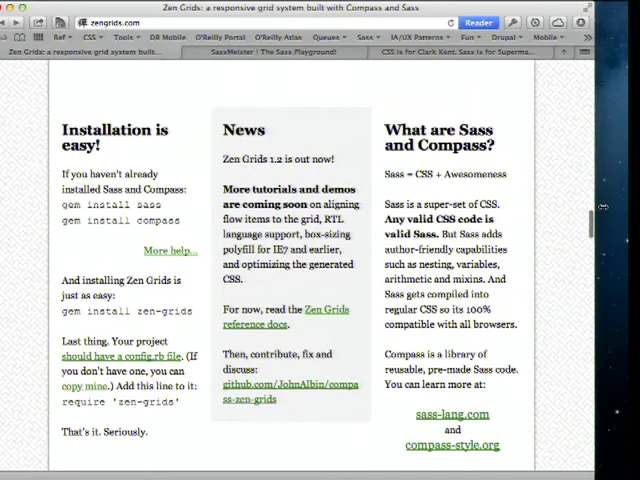 Zen Grids: a responsive grid system built with Compass and Sass
zengrids.com
Reader
Ref
CSS
Tools
DB
Mobile
O'Reilly Portal
O'Reilly Atlas
Queues
Sass
IA/UX Patterns
Fun
Drupal
Mobile
Zen Grids: a responsive grid system built...
SassMeister | The Sass Playground!
CSS is for Clark Kent, Sass is for Superma...
Installation is
easy!
If you haven't already
installed Sass and Compass:
gem install sass
gem install compass
More help...
And installing Zen Grids is
just as easy:
gem install zen-grids
Last thing. Your project
should have a config.rb file. (If
you don't have one, you can
copy mine.) Add this line to it:
require 'zen-grids'
That's it. Seriously.
News
Zen Grids 1.2 is out now!
More tutorials and demos
are coming soon on aligning
flow items to the grid, RTL
language support, box-sizing
polyfill for IE7 and earlier,
and optimizing the generated
CSS.
For now, read the Zen Grids
reference docs.
Then, contribute, fix and
discuss:
github.com/JohnAlbin/compa
ss-zen-grids
What are Sass
and Compass?
Sass = CSS + Awesomeness
Sass is a super-set of CSS.
Any valid CSS code is
valid Sass. But Sass adds
author-friendly capabilities
such as nesting, variables,
arithmetic and mixins. And
Sass gets compiled into
regular CSS so its 100%
compatible with all browsers.
Compass is a library of
reusable, pre-made Sass code.
You can learn more at:
sass-lang.com
and
compass-style.org